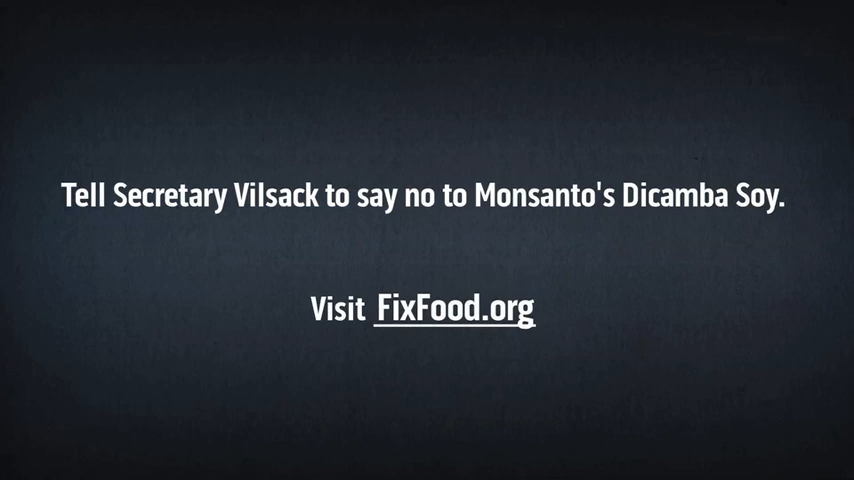 Tell Secretary Vilsack to say no to Monsanto's Dicamba Soy.
Visit FixFood.org